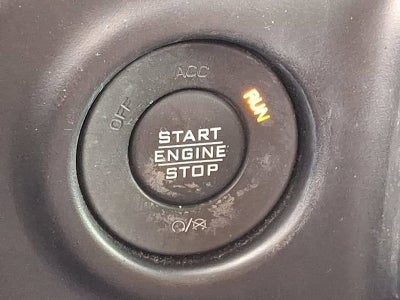 ACC
OFF
RUN
START
ENGINE
STOP